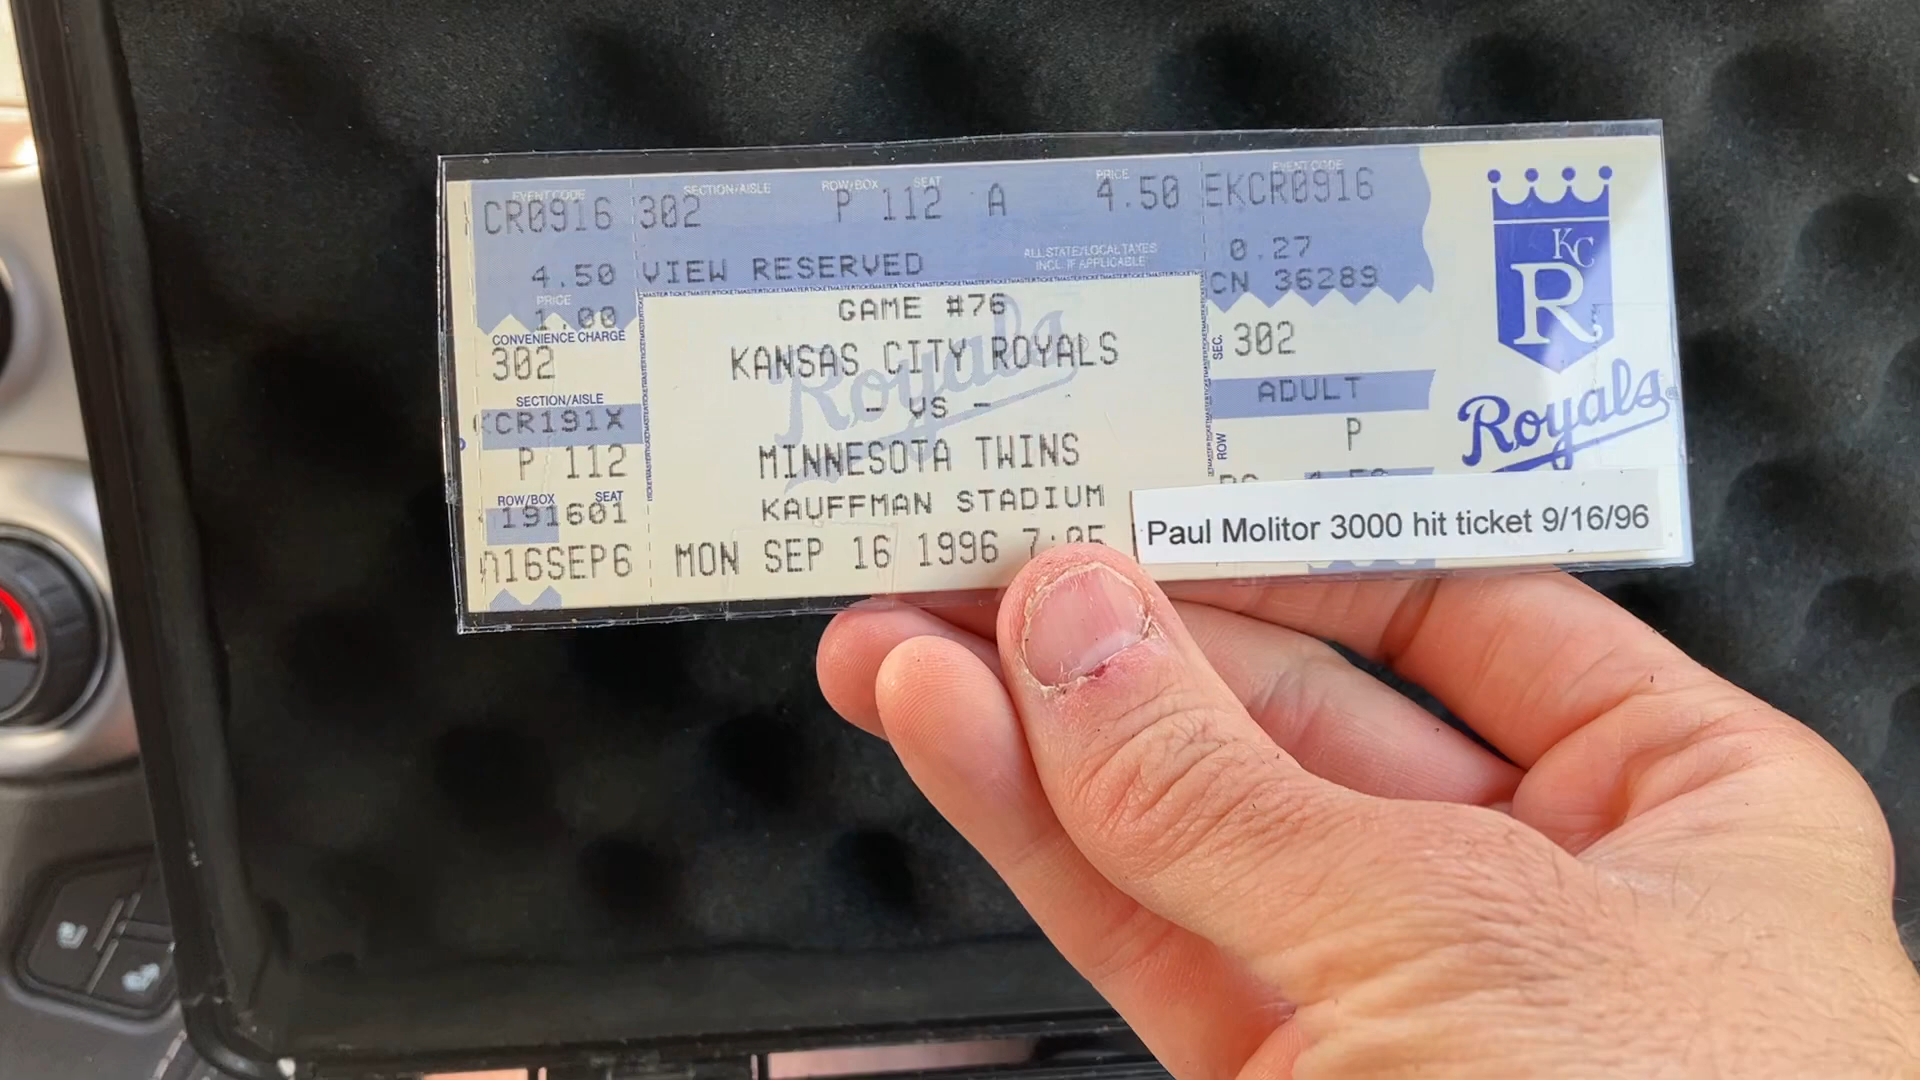 EVENT CODE SECTION/AISLE ROW/BOX SEAT PRICE EVENT CODE
CR0916 302 P 112 A 4.50 EKCR0916
4.50 VIEW RESERVED ALL STATE/LOCAL TAXES INCL. IF APPLICABLE 0.27
PRICE CN 36289
1.00 GAME #76
CONVENIENCE CHARGE
302 KANSAS CITY ROYALS SEC. 302
SECTION/AISLE - VS - ADULT
CR191X
P 112 MINNESOTA TWINS ROW P
ROW/BOX SEAT KAUFFMAN STADIUM
191601
16SEP6 MON SEP 16 1996 7:05
KC
R
Royals
Royals
Paul Molitor 3000 hit ticket 9/16/96